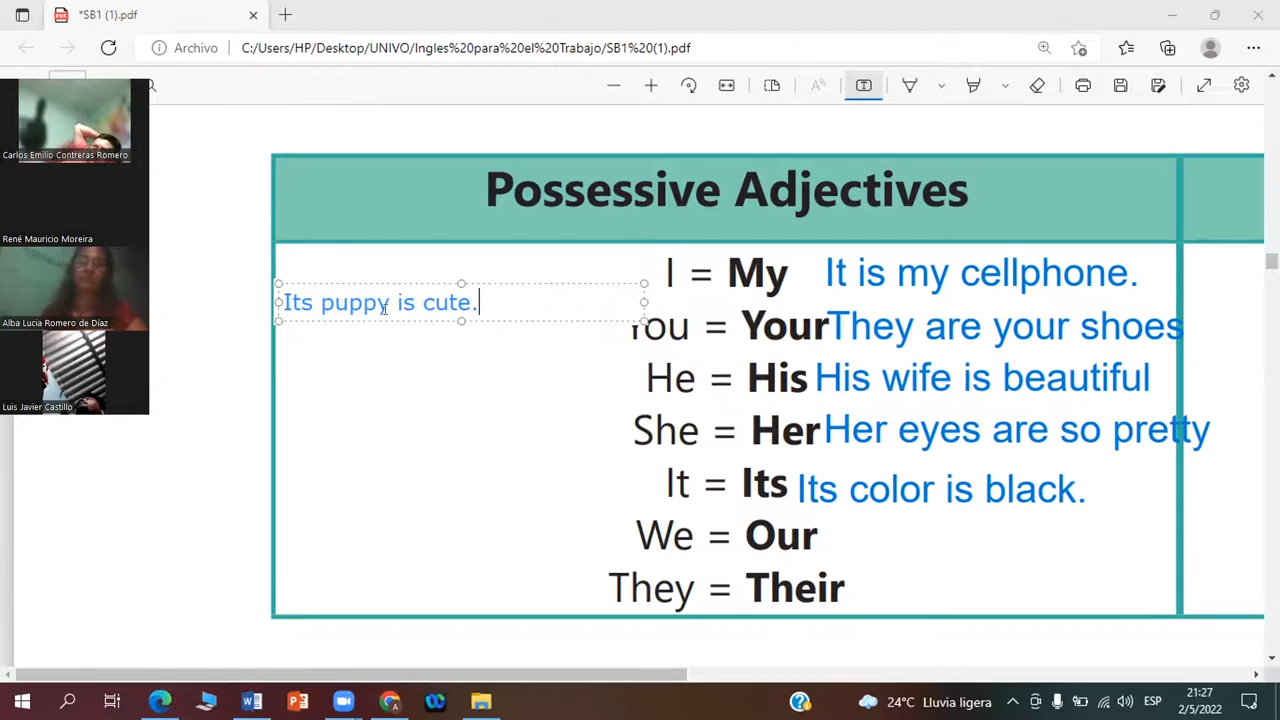 *SB1 (1).pdf
Archivo
C:/Users/HP/Desktop/UNIVO/Ingles%20para%20el%20Trabajo/SB1%20(1).pdf
Carlos Emilio Contreras Romero
René Mauricio Moreira
Alba Lucia Romero de Díaz
Luis Javier Castillo
Possessive Adjectives
I = My It is my cellphone.
Its puppy is cute.
You = Your They are your shoes
He = His His wife is beautiful
She = Her Her eyes are so pretty
It = Its Its color is black.
We = Our
They = Their
24°C Lluvia ligera
ESP
21:27
2/5/2022